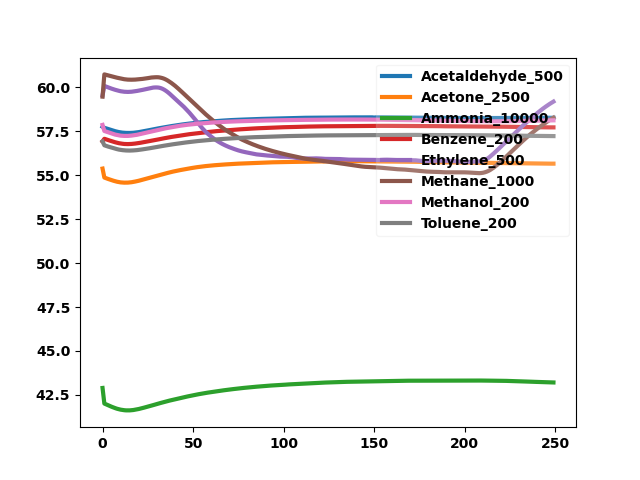 60.0
57.5
55.0
52.5
50.0
47.5
45.0
42.5
0 50 100 150 200 250
Acetaldehyde_500
Acetone_2500
Ammonia_10000
Benzene_200
Ethylene_500
Methane_1000
Methanol_200
Toluene_200